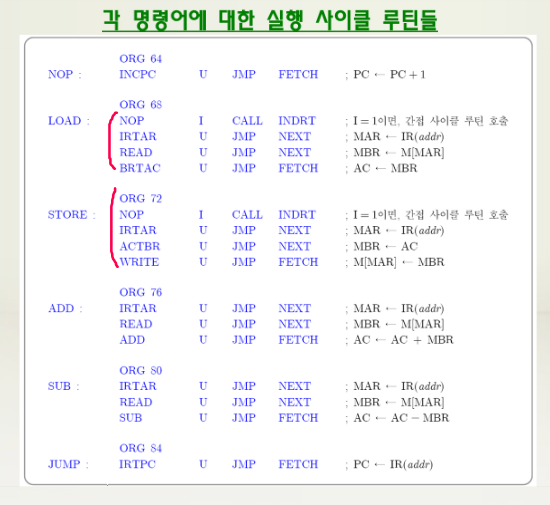 각 명령어에 대한 실행 사이클 루틴들
ORG 64
NOP : INCPC U JMP FETCH ; PC ← PC + 1
ORG 68
LOAD : NOP I CALL INDRT ; I = 1이면, 간접 사이클 루틴 호출
IRTAR U JMP NEXT ; MAR ← IR(addr)
READ U JMP NEXT ; MBR ← M[MAR]
BRTAC U JMP FETCH ; AC ← MBR
ORG 72
STORE : NOP I CALL INDRT ; I = 1이면, 간접 사이클 루틴 호출
IRTAR U JMP NEXT ; MAR ← IR(addr)
ACTBR U JMP NEXT ; MBR ← AC
WRITE U JMP FETCH ; M[MAR] ← MBR
ORG 76
ADD : IRTAR U JMP NEXT ; MAR ← IR(addr)
READ U JMP NEXT ; MBR ← M[MAR]
ADD U JMP FETCH ; AC ← AC + MBR
ORG 80
SUB : IRTAR U JMP NEXT ; MAR ← IR(addr)
READ U JMP NEXT ; MBR ← M[MAR]
SUB U JMP FETCH ; AC ← AC − MBR
ORG 84
JUMP : IRTPC U JMP FETCH ; PC ← IR(addr)